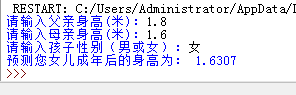 RESTART: C:/Users/Administrator/AppData/
请输入父亲身高(米): 1.8
请输入母亲身高(米): 1.6
请输入孩子性别（男或女）: 女
预测您女儿成年后的身高为： 1.6307
>>>